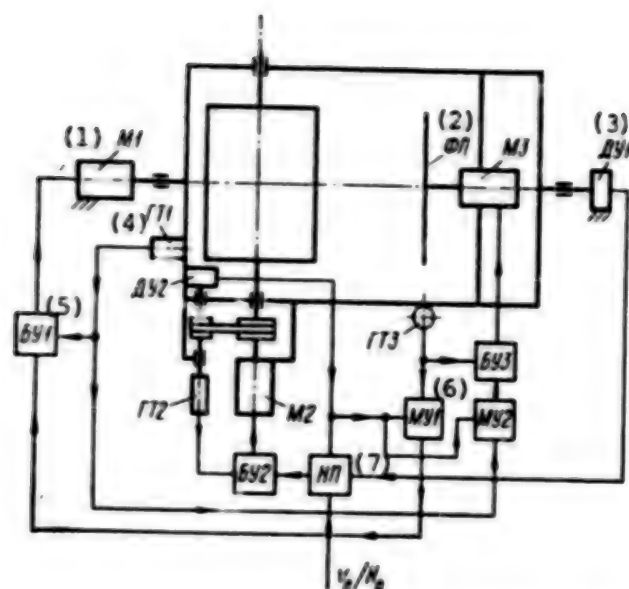 (1) М1
(2)
ФП
М3
(3)
ДУ1
(4) ГТ1
ДУ2
БУ1 (5)
ГТ3
БУ3
ГТ2
М2
МУ1 (6)
МУ2
БУ2
НП (7)